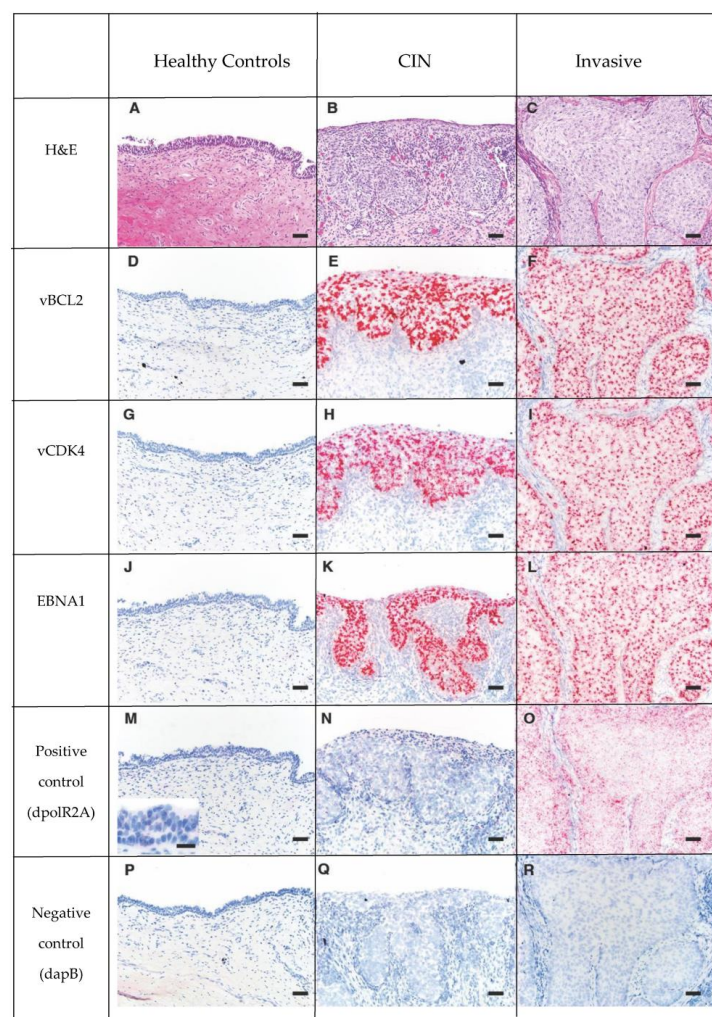 Healthy Controls CIN Invasive
H&E A B C
vBCL2 D E F
vCDK4 G H I
EBNA1 J K L
Positive M N O
control
(dpolR2A)
Negative P Q R
control
(dapB)